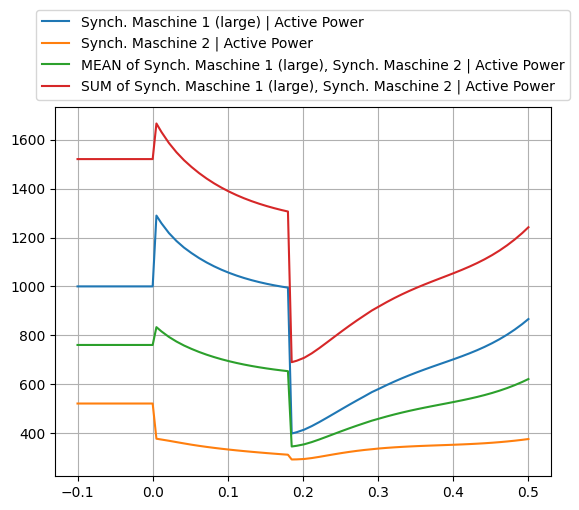 Synch. Maschine 1 (large) | Active Power
Synch. Maschine 2 | Active Power
MEAN of Synch. Maschine 1 (large), Synch. Maschine 2 | Active Power
SUM of Synch. Maschine 1 (large), Synch. Maschine 2 | Active Power
1600
1400
1200
1000
800
600
400
−0.1 0.0 0.1 0.2 0.3 0.4 0.5